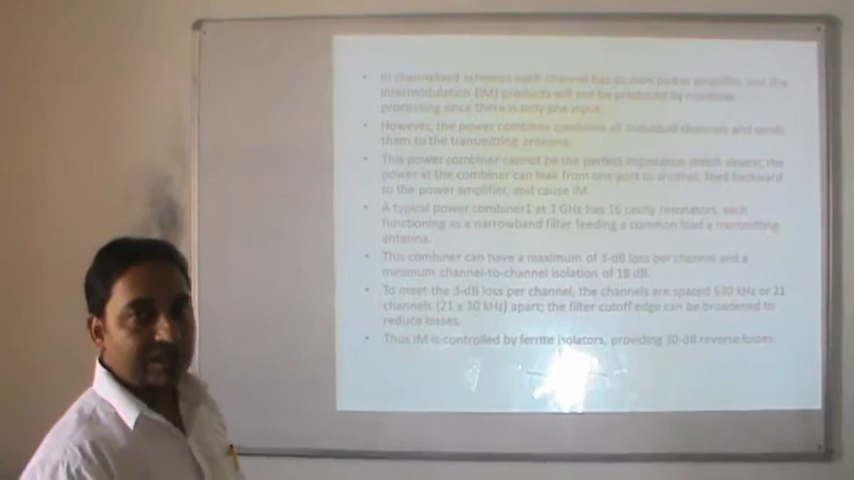 • In channelized schemes each channel has its own power amplifier and the
intermodulation (IM) products will not be produced by nonlinear
processing since there is only one input.
• However, the power combiner combines all individual channels and sends
them to the transmitting antenna.
• This power combiner cannot be the perfect impedance match device; the
power at the combiner can leak from one port to another, feed backward
to the power amplifier, and cause IM.
• A typical power combiner1 at 1 GHz has 16 cavity resonators, each
functioning as a narrowband filter feeding a common load a transmitting
antenna.
• This combiner can have a maximum of 3-dB loss per channel and a
minimum channel-to-channel isolation of 18 dB.
• To meet the 3-dB loss per channel, the channels are spaced 630 kHz or 21
channels (21 x 30 kHz) apart; the filter cutoff edge can be broadened to
reduce losses.
• Thus IM is controlled by ferrite isolators, providing 30-dB reverse losses.